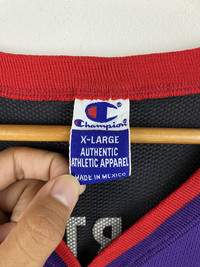 Champion
X-LARGE
AUTHENTIC
ATHLETIC APPAREL
MADE IN MEXICO